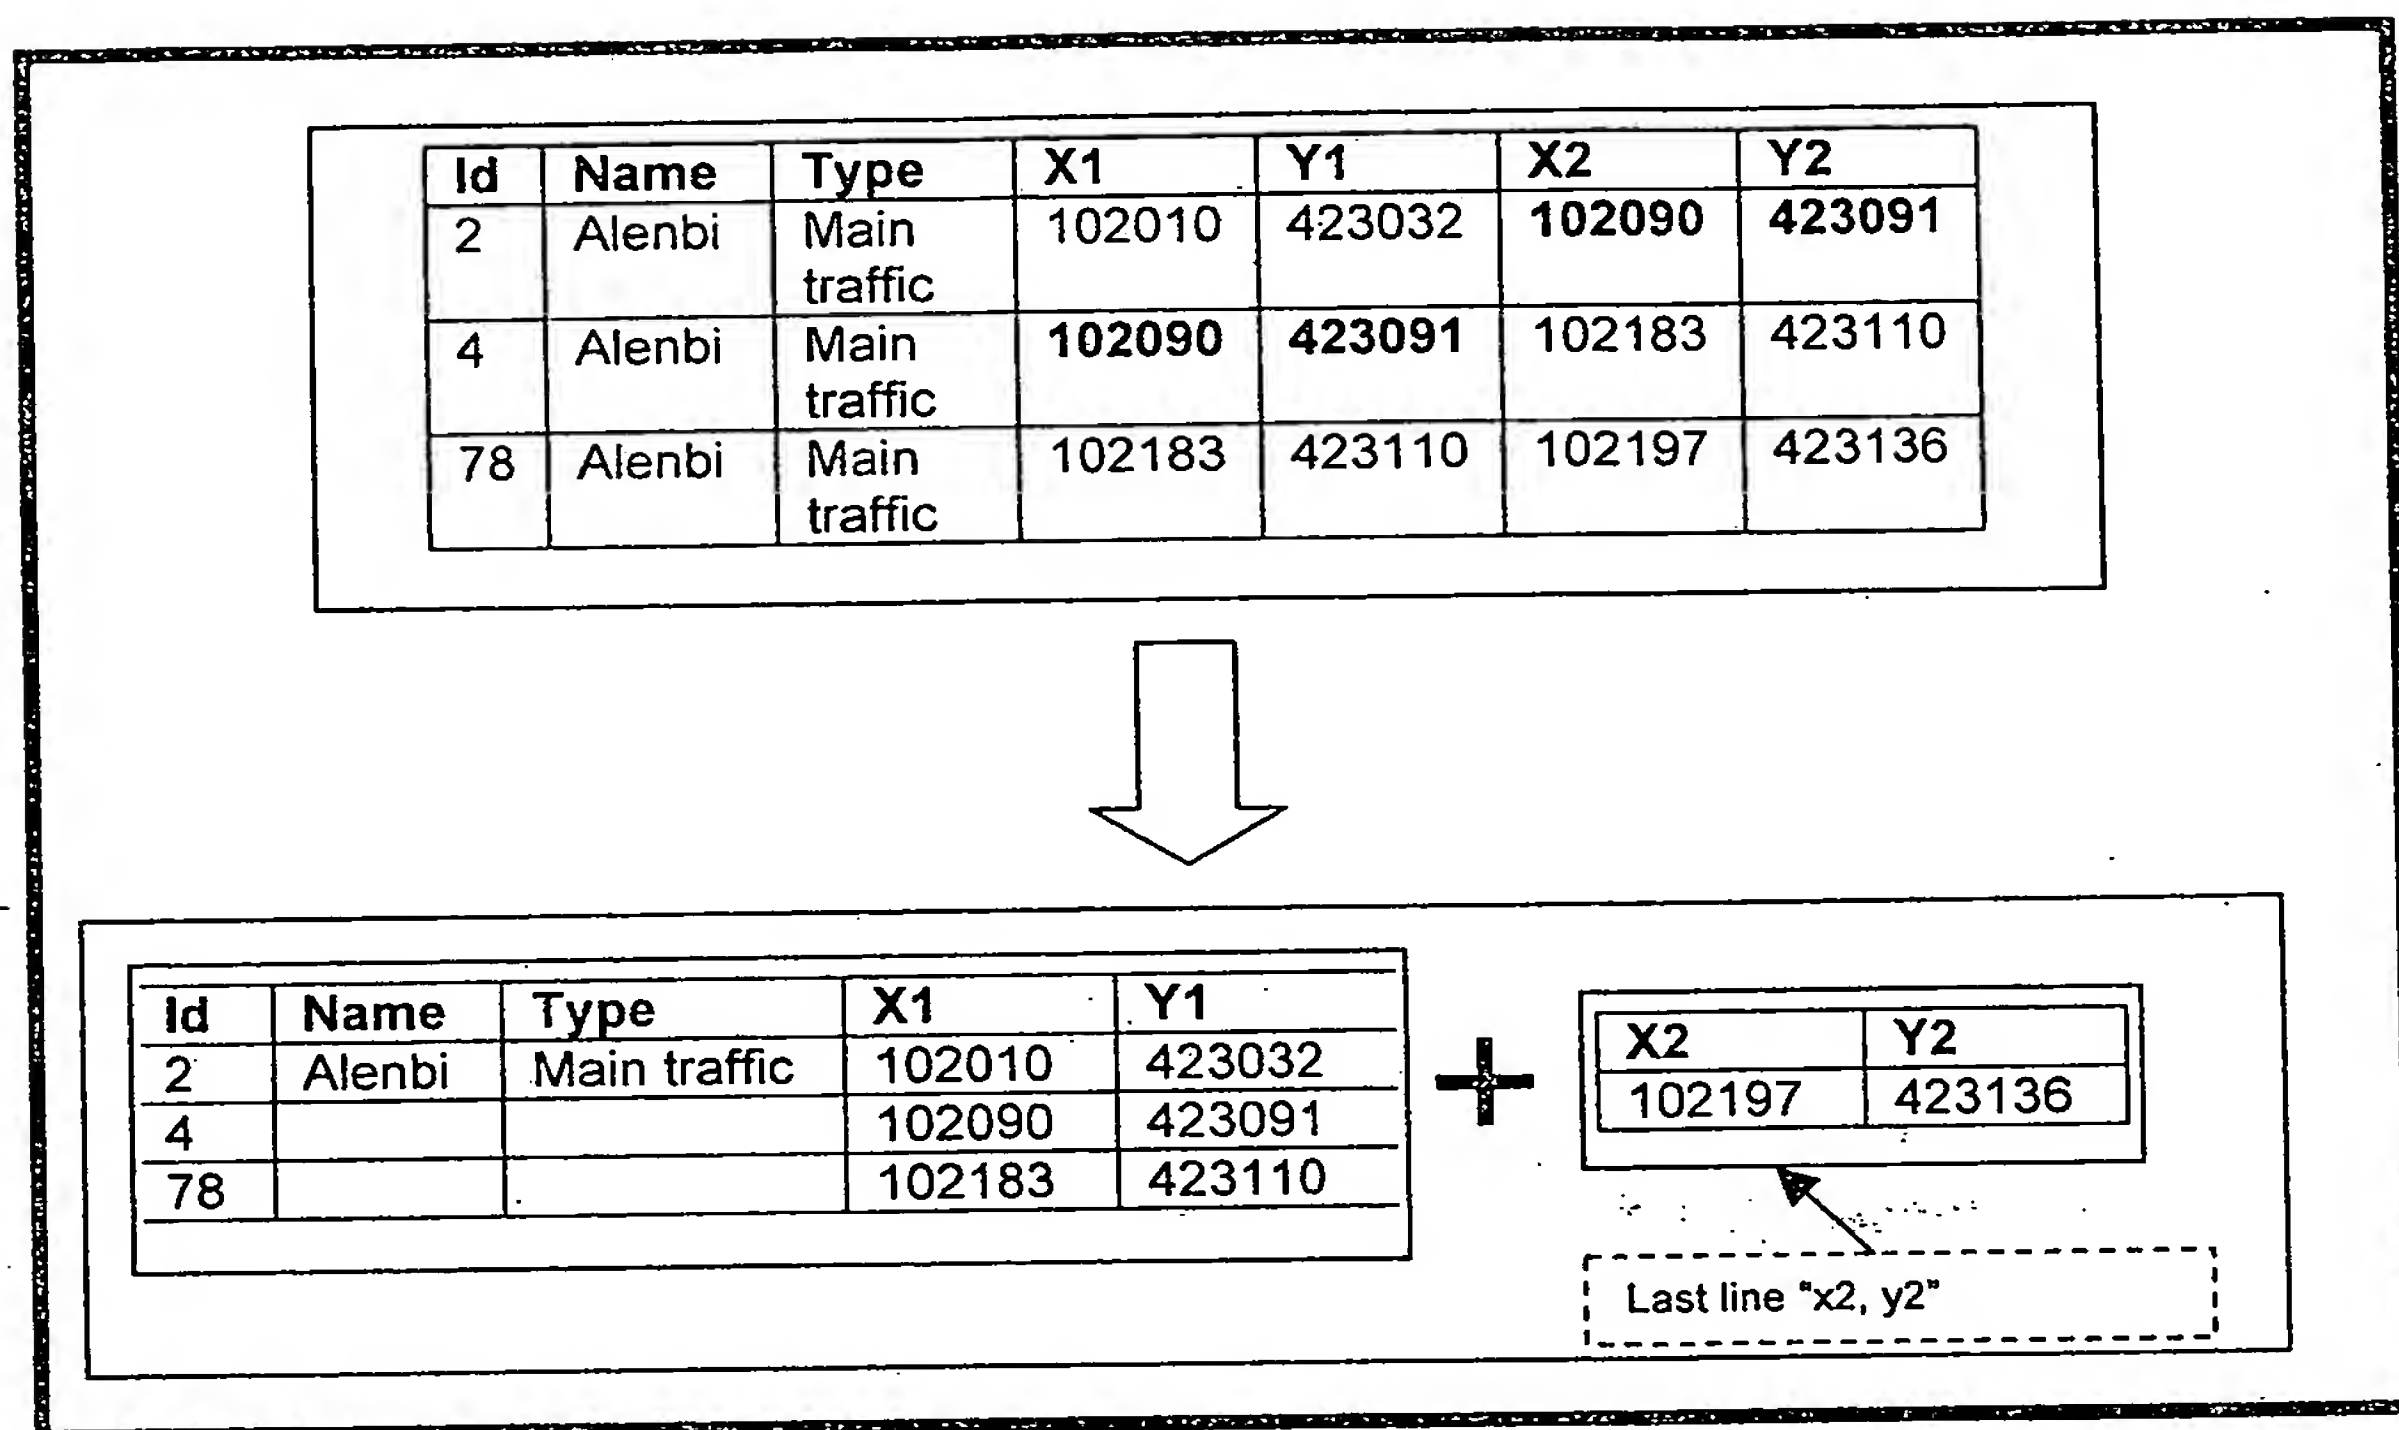 Id Name Type X1 Y1 X2 Y2
2 Alenbi Main 102010 423032 102090 423091
traffic
4 Alenbi Main 102090 423091 102183 423110
traffic
78 Alenbi Main 102183 423110 102197 423136
traffic
Id Name Type X1 Y1
2 Alenbi Main traffic 102010 423032
4 102090 423091
78 102183 423110
+
X2 Y2
102197 423136
Last line "x2, y2"